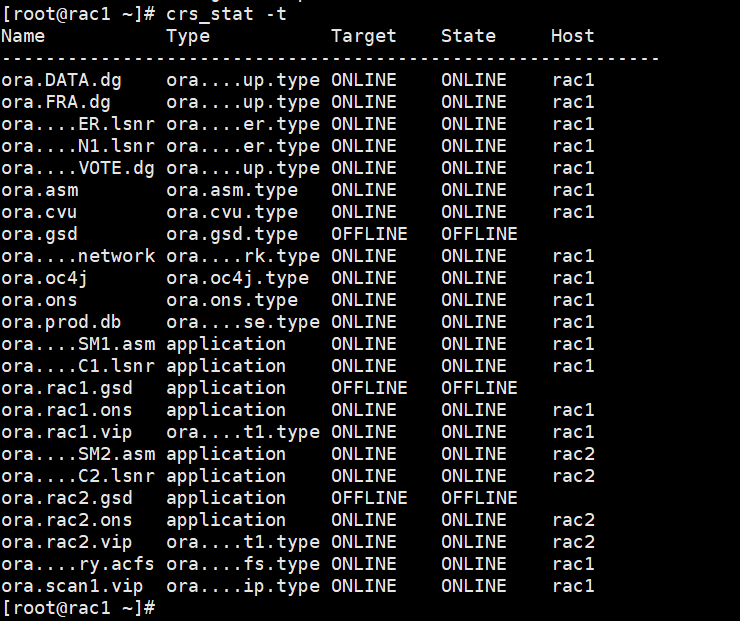 [root@rac1 ~]# crs_stat -t
Name           Type           Target    State     Host
------------------------------------------------------------
ora.DATA.dg    ora....up.type ONLINE    ONLINE    rac1
ora.FRA.dg     ora....up.type ONLINE    ONLINE    rac1
ora....ER.lsnr ora....er.type ONLINE    ONLINE    rac1
ora....N1.lsnr ora....er.type ONLINE    ONLINE    rac1
ora....VOTE.dg ora....up.type ONLINE    ONLINE    rac1
ora.asm        ora.asm.type   ONLINE    ONLINE    rac1
ora.cvu        ora.cvu.type   ONLINE    ONLINE    rac1
ora.gsd        ora.gsd.type   OFFLINE   OFFLINE
ora....network ora....rk.type ONLINE    ONLINE    rac1
ora.oc4j       ora.oc4j.type  ONLINE    ONLINE    rac1
ora.ons        ora.ons.type   ONLINE    ONLINE    rac1
ora.prod.db    ora....se.type ONLINE    ONLINE    rac1
ora....SM1.asm application    ONLINE    ONLINE    rac1
ora....C1.lsnr application    ONLINE    ONLINE    rac1
ora.rac1.gsd   application    OFFLINE   OFFLINE
ora.rac1.ons   application    ONLINE    ONLINE    rac1
ora.rac1.vip   ora....t1.type ONLINE    ONLINE    rac1
ora....SM2.asm application    ONLINE    ONLINE    rac2
ora....C2.lsnr application    ONLINE    ONLINE    rac2
ora.rac2.gsd   application    OFFLINE   OFFLINE
ora.rac2.ons   application    ONLINE    ONLINE    rac2
ora.rac2.vip   ora....t1.type ONLINE    ONLINE    rac2
ora....ry.acfs ora....fs.type ONLINE    ONLINE    rac1
ora.scan1.vip  ora....ip.type ONLINE    ONLINE    rac1
[root@rac1 ~]#